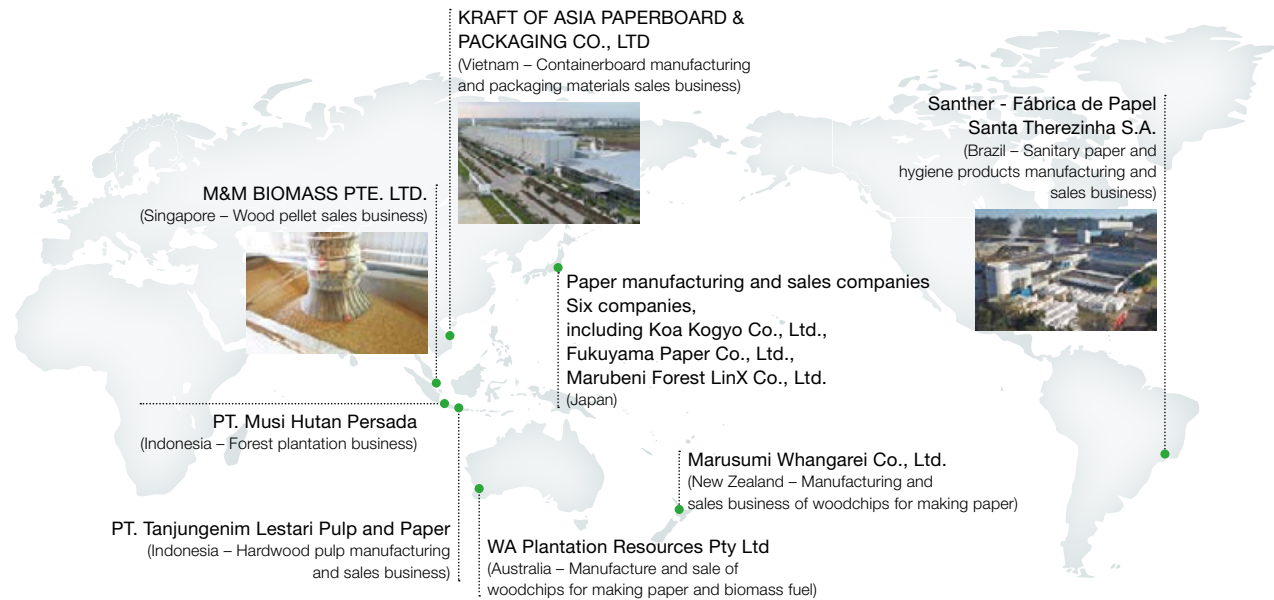 KRAFT OF ASIA PAPERBOARD &
PACKAGING CO., LTD
(Vietnam – Containerboard manufacturing
and packaging materials sales business)
Santher - Fábrica de Papel
Santa Therezinha S.A.
(Brazil – Sanitary paper and
hygiene products manufacturing and
sales business)
M&M BIOMASS PTE. LTD.
(Singapore – Wood pellet sales business)
Paper manufacturing and sales companies
Six companies,
including Koa Kogyo Co., Ltd.,
Fukuyama Paper Co., Ltd.,
Marubeni Forest LinX Co., Ltd.
(Japan)
PT. Musi Hutan Persada
(Indonesia – Forest plantation business)
Marusumi Whangarei Co., Ltd.
(New Zealand – Manufacturing and
sales business of woodchips for making paper)
PT. Tanjungenim Lestari Pulp and Paper
(Indonesia – Hardwood pulp manufacturing
and sales business)
WA Plantation Resources Pty Ltd
(Australia – Manufacture and sale of
woodchips for making paper and biomass fuel)